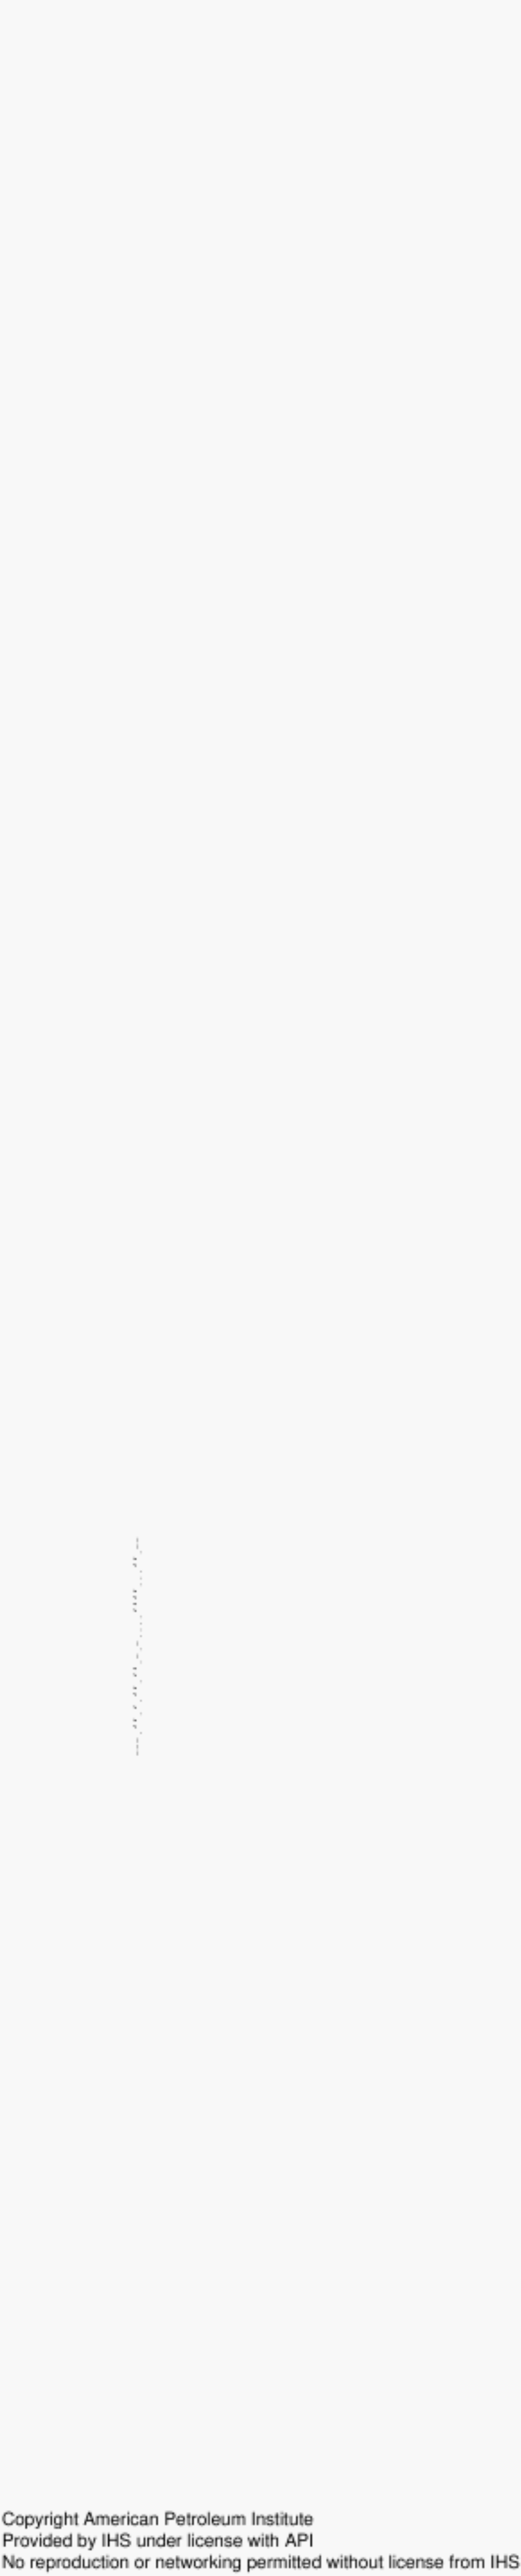 Copyright American Petroleum Institute
Provided by IHS under license with API
No reproduction or networking permitted without license from IHS